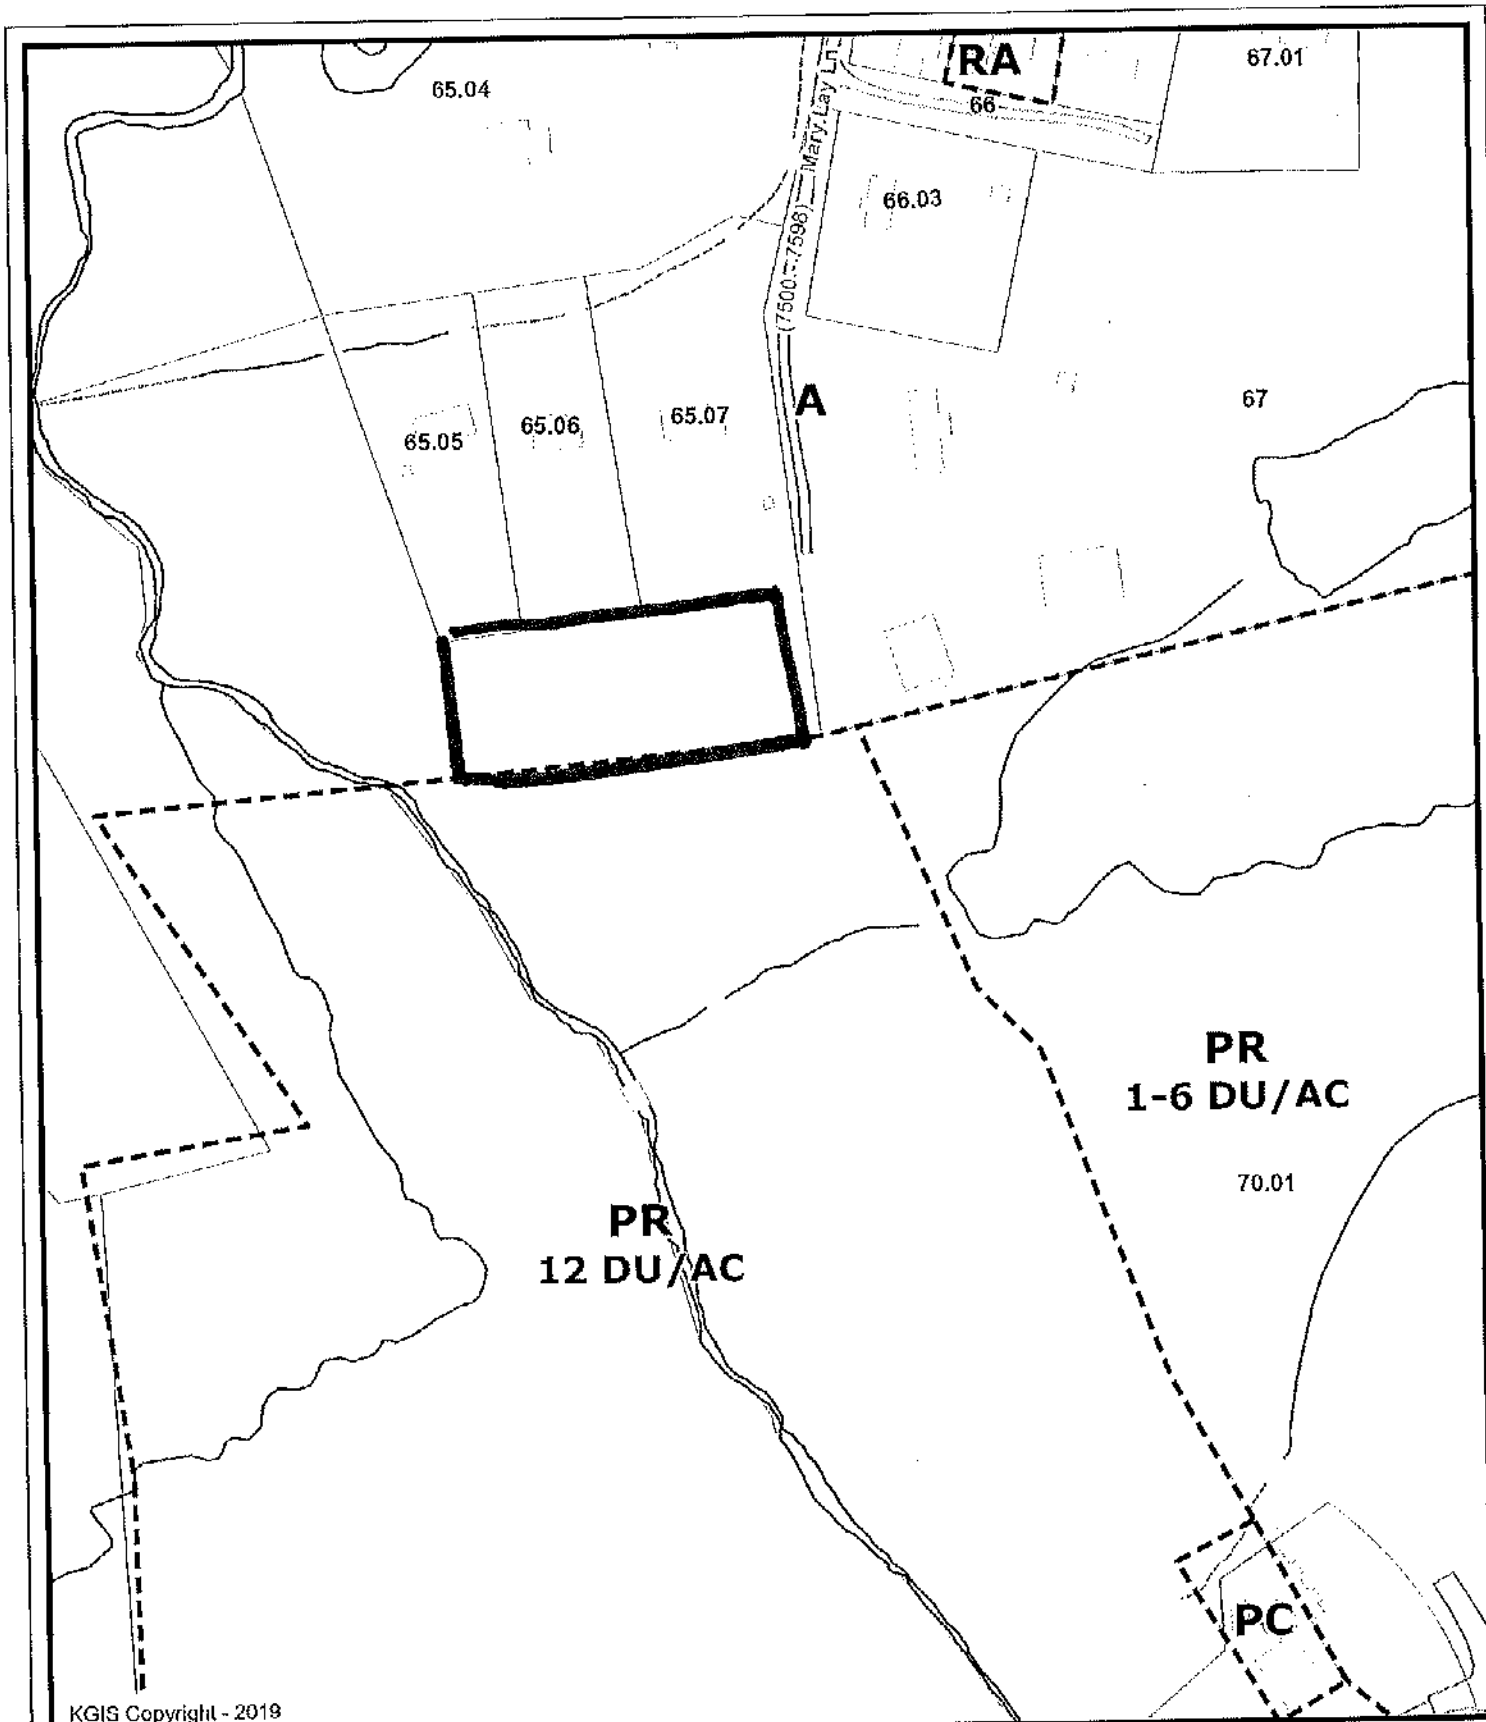 RA
67.01
65.04
66
66.03
(7500 - 7598) Mary Lay Ln
A
67
65.05
65.06
65.07
PR
1-6 DU/AC
70.01
PR
12 DU/AC
PC
KGIS Copyright - 2019